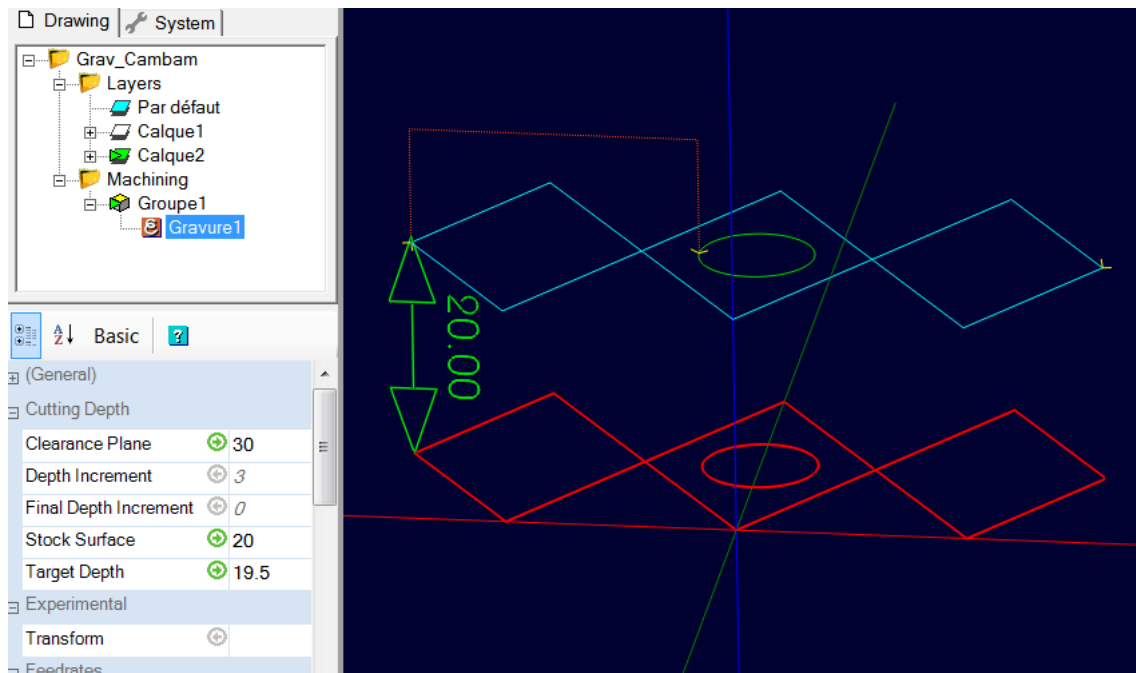 Drawing System
Grav_Cambam
Layers
Par défaut
Calque1
Calque2
Machining
Groupe1
Gravure1
Basic
(General)
Cutting Depth
Clearance Plane 30
Depth Increment 3
Final Depth Increment 0
Stock Surface 20
Target Depth 19.5
Experimental
Transform
Feedrates
20.00